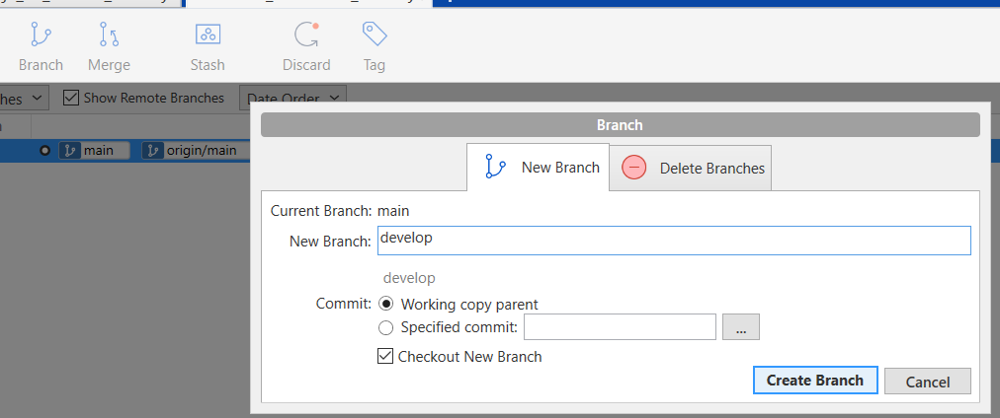 Branch Merge Stash Discard Tag
hes Show Remote Branches Date Order
main origin/main
Branch
New Branch Delete Branches
Current Branch: main
New Branch: develop
develop
Commit: Working copy parent
Specified commit: ...
Checkout New Branch
Create Branch Cancel